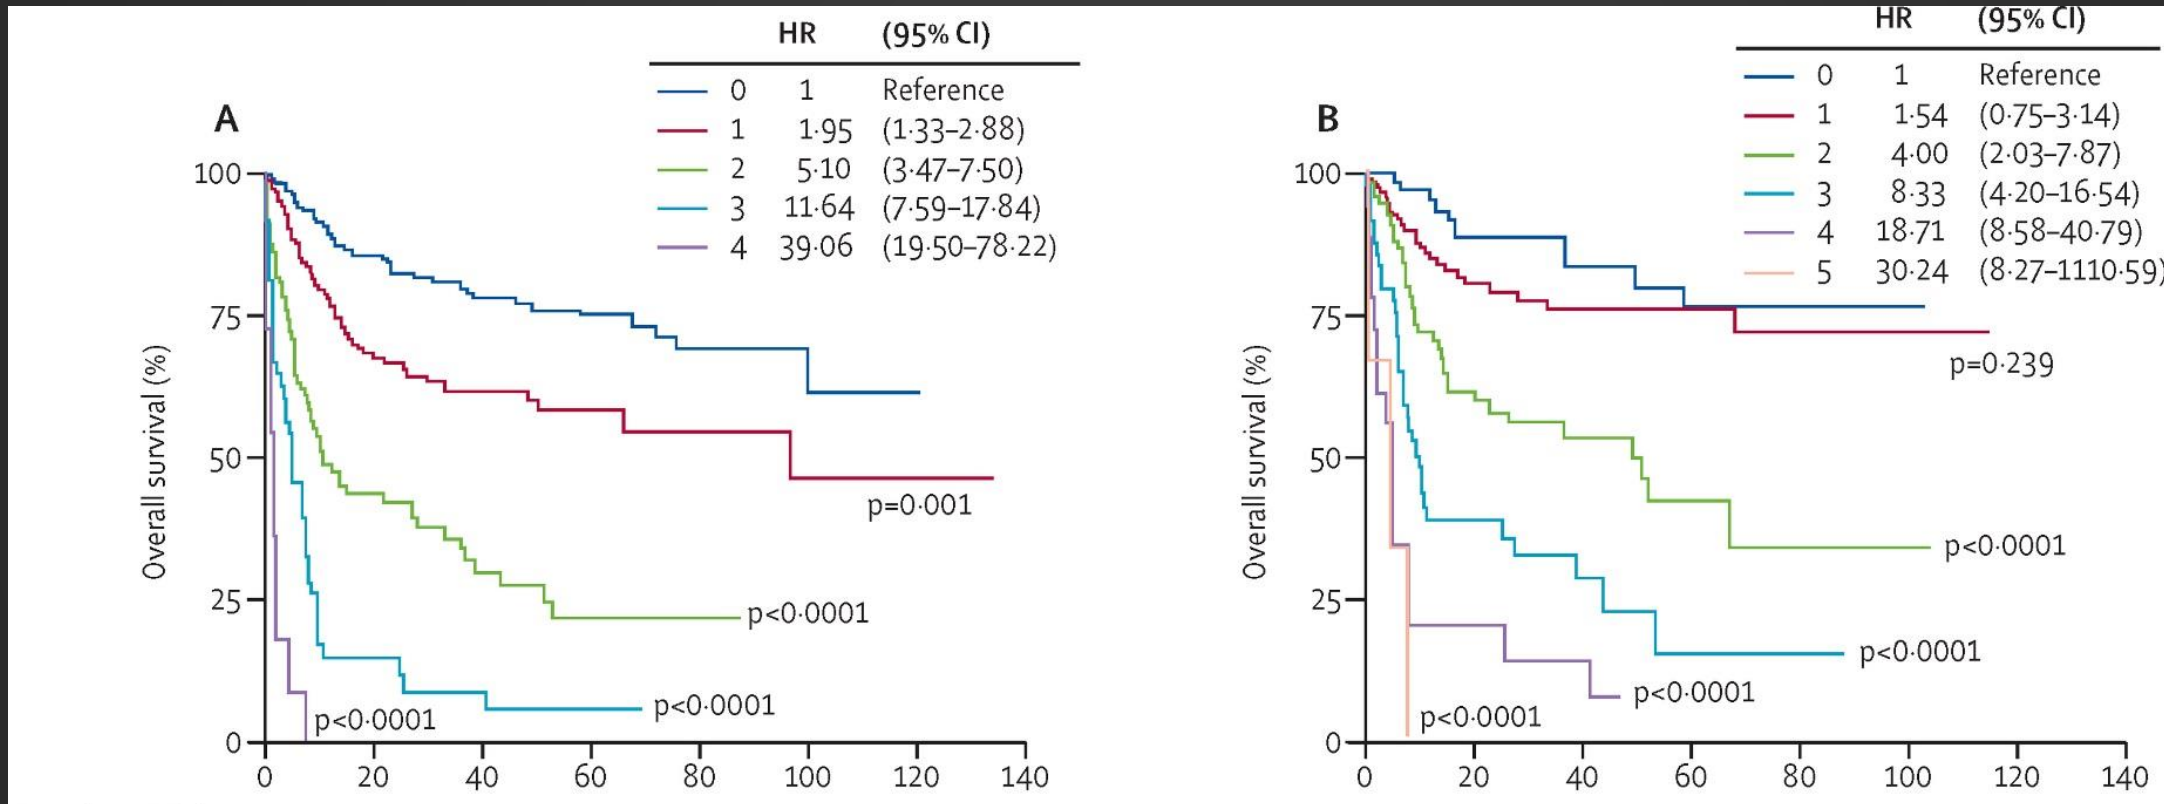 A
HR (95% CI)
0 1 Reference
1 1·95 (1·33–2·88)
2 5·10 (3·47–7·50)
3 11·64 (7·59–17·84)
4 39·06 (19·50–78·22)
Overall survival (%)
100
75
50
25
0
p=0·001
p<0·0001
p<0·0001
p<0·0001
0 20 40 60 80 100 120 140
B
HR (95% CI)
0 1 Reference
1 1·54 (0·75–3·14)
2 4·00 (2·03–7·87)
3 8·33 (4·20–16·54)
4 18·71 (8·58–40·79)
5 30·24 (8·27–1110·59)
Overall survival (%)
100
75
50
25
0
p=0·239
p<0·0001
p<0·0001
p<0·0001
p<0·0001
0 20 40 60 80 100 120 140